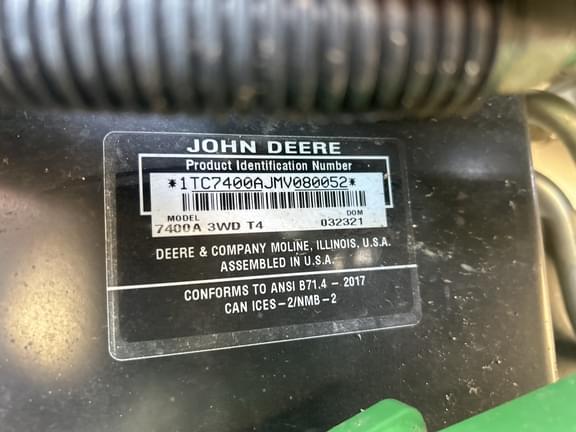 JOHN DEERE
Product Identification Number
*1TC7400AJMV080052*
MODEL DOM
7400A 3WD T4 032321
DEERE & COMPANY MOLINE, ILLINOIS, U.S.A.
ASSEMBLED IN U.S.A.
CONFORMS TO ANSI B71.4 – 2017
CAN ICES-2/NMB-2